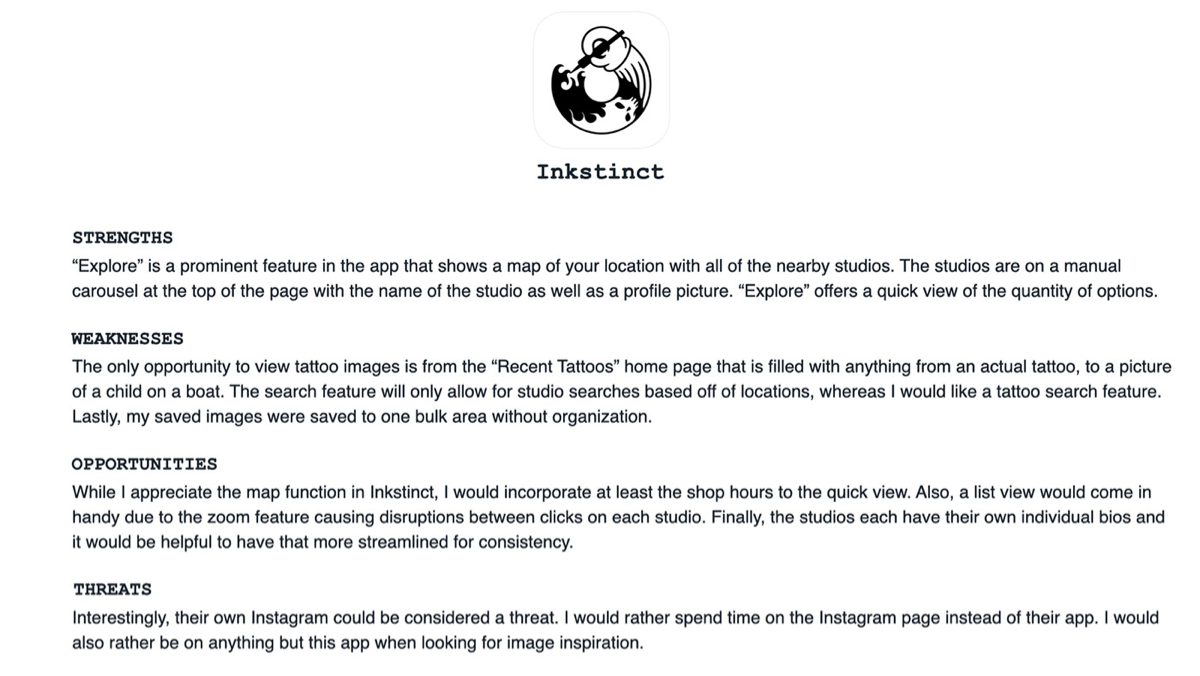 Inkstinct
STRENGTHS
“Explore” is a prominent feature in the app that shows a map of your location with all of the nearby studios. The studios are on a manual
carousel at the top of the page with the name of the studio as well as a profile picture. “Explore” offers a quick view of the quantity of options.
WEAKNESSES
The only opportunity to view tattoo images is from the “Recent Tattoos” home page that is filled with anything from an actual tattoo, to a picture
of a child on a boat. The search feature will only allow for studio searches based off of locations, whereas I would like a tattoo search feature.
Lastly, my saved images were saved to one bulk area without organization.
OPPORTUNITIES
While I appreciate the map function in Inkstinct, I would incorporate at least the shop hours to the quick view. Also, a list view would come in
handy due to the zoom feature causing disruptions between clicks on each studio. Finally, the studios each have their own individual bios and
it would be helpful to have that more streamlined for consistency.
THREATS
Interestingly, their own Instagram could be considered a threat. I would rather spend time on the Instagram page instead of their app. I would
also rather be on anything but this app when looking for image inspiration.